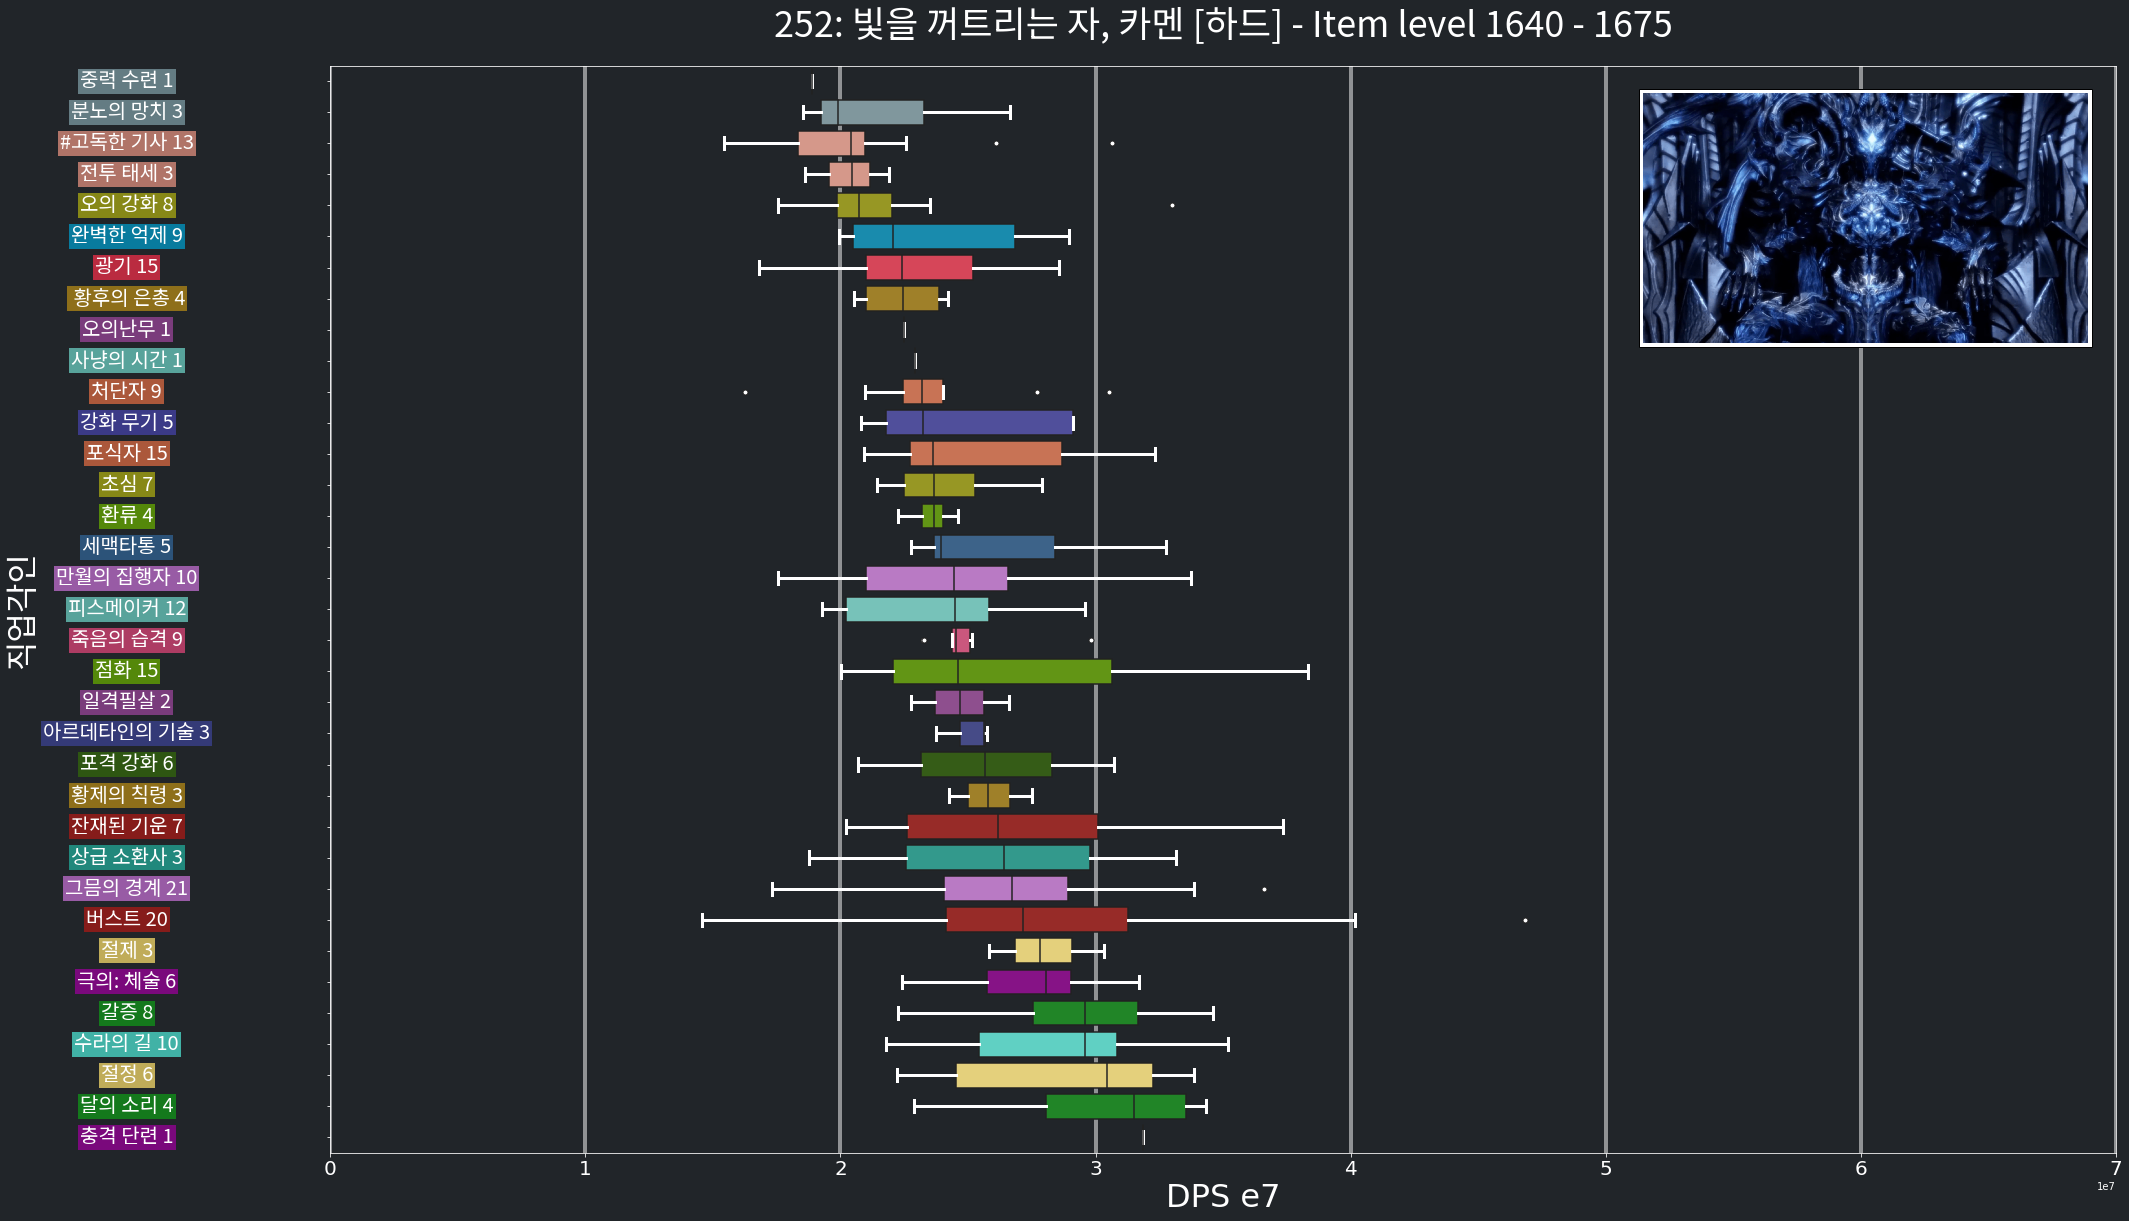 252: 빛을 꺼트리는 자, 카멘 [하드] - Item level 1640 - 1675
직업각인
중력 수련 1
분노의 망치 3
#고독한 기사 13
전투 태세 3
오의 강화 8
완벽한 억제 9
광기 15
황후의 은총 4
오의난무 1
사냥의 시간 1
처단자 9
강화 무기 5
포식자 15
초심 7
환류 4
세맥타통 5
만월의 집행자 10
피스메이커 12
죽음의 습격 9
점화 15
일격필살 2
아르데타인의 기술 3
포격 강화 6
황제의 칙령 3
잔재된 기운 7
상급 소환사 3
그믐의 경계 21
버스트 20
절제 3
극의: 체술 6
갈증 8
수라의 길 10
절정 6
달의 소리 4
충격 단련 1
0 1 2 3 4 5 6 7
1e7
DPS e7